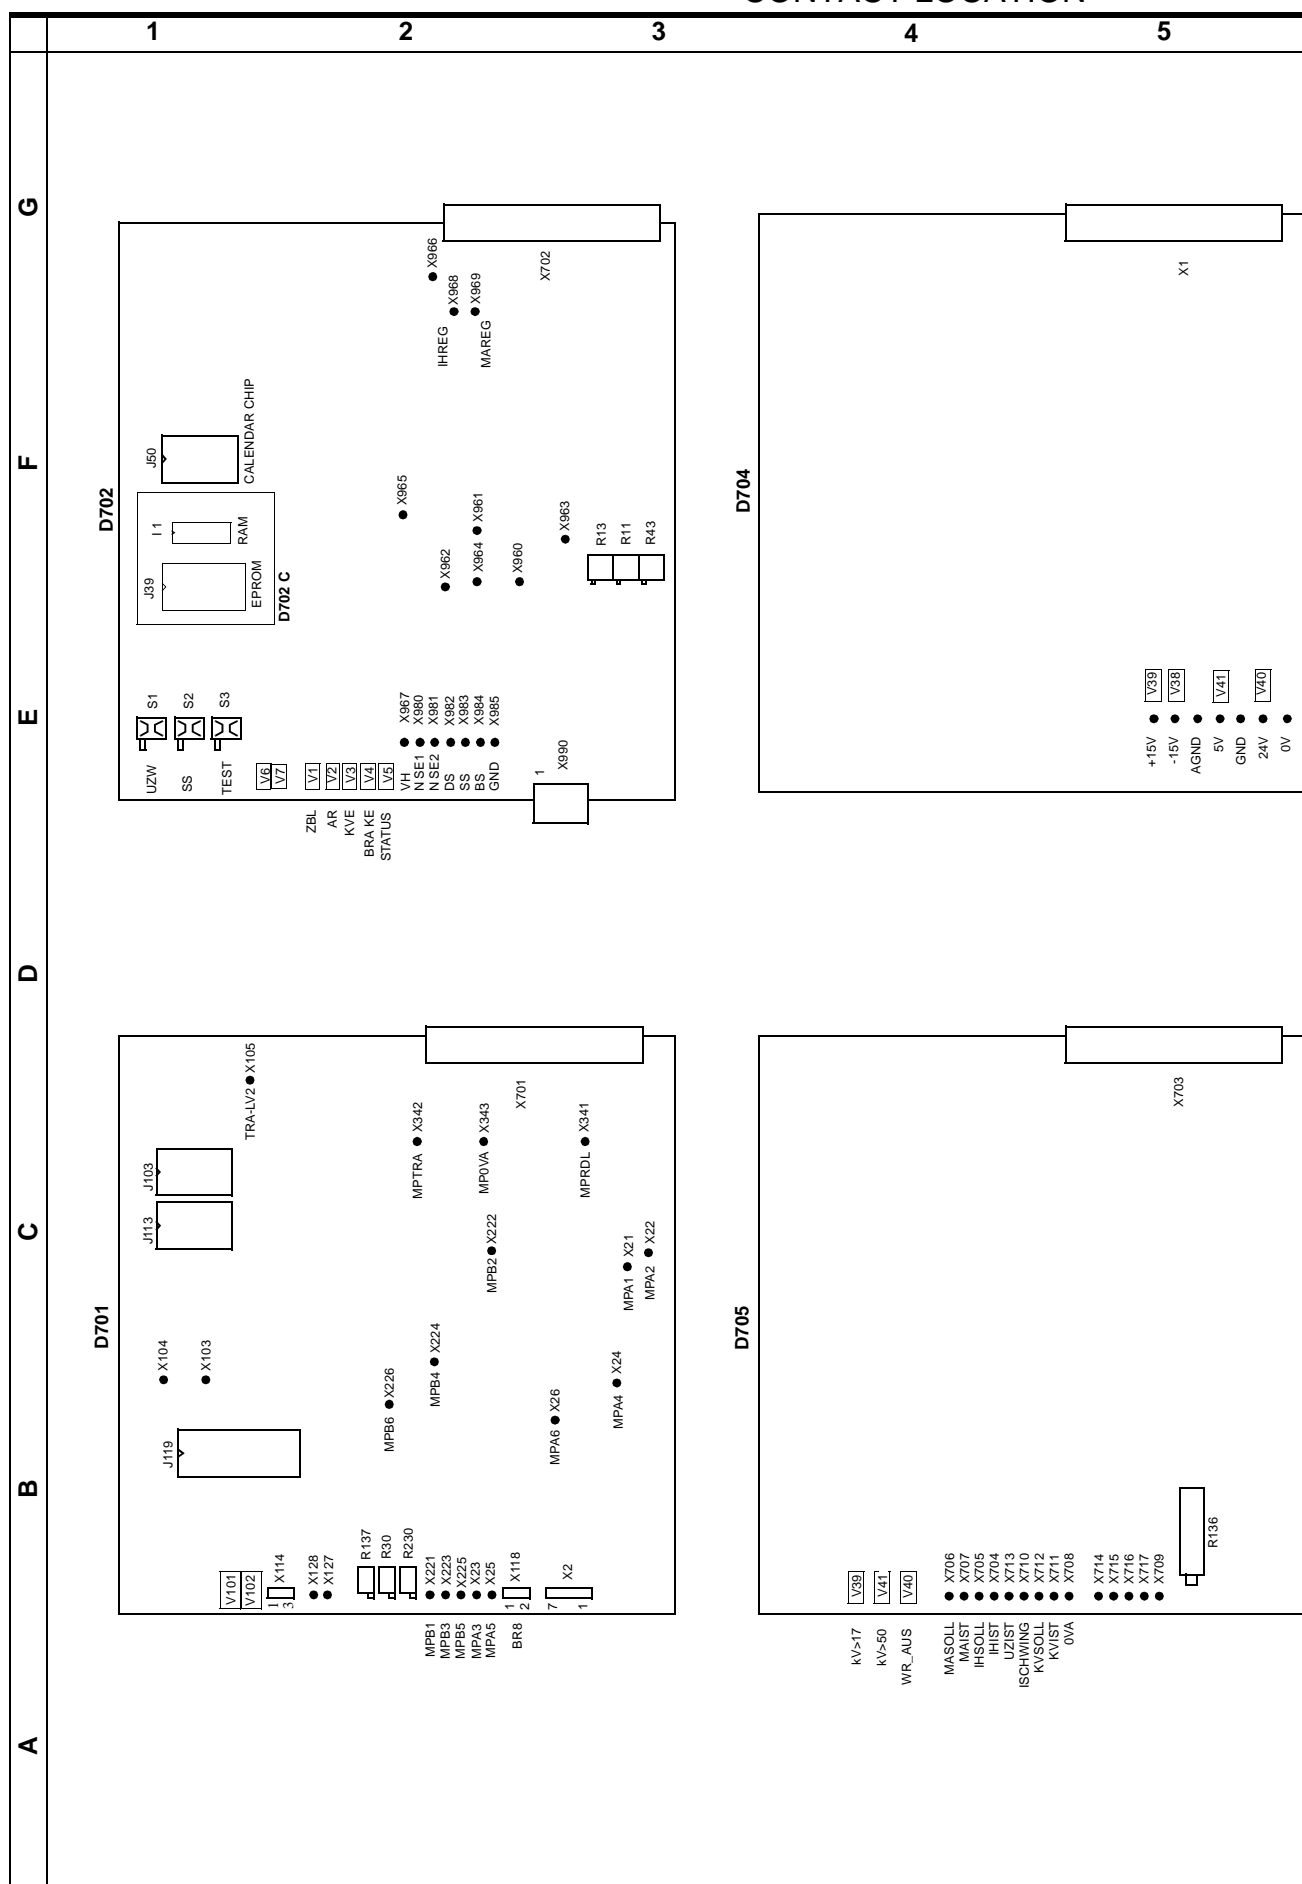 CONTACT LOCATION
1
2
3
4
5
G
F
E
D
C
B
A
D702
J50
CALENDAR CHIP
I 1
RAM
J39
EPROM
D702 C
S1
UZW
S2
SS
S3
TEST
V6
V7
V1
ZBL
V2
AR
V3
KVE
V4
BRA KE
V5
STATUS
VH X967
N SE1 X980
N SE2 X981
DS X982
SS X983
BS X984
GND X985
1
X990
X966
IHREG X968
MAREG X969
X702
X965
X962
X961
X964
X960
X963
R13
R11
R43
D704
X1
+15V V39
-15V V38
AGND
5V V41
GND
24V V40
0V
D701
TRA-LV2 X105
J103
J113
X104
X103
J119
V101
V102
1
3
X114
X128
X127
R137
R30
R230
MPB1 X221
MPB3 X223
MPB5 X225
MPA3 X23
MPA5 X25
BR8
1
2
X118
7
1
X2
MPTRA X342
MP0VA X343
X701
MPRDL X341
MPB2 X222
MPA1 X21
MPA2 X22
MPB4 X224
MPB6 X226
MPA4 X24
MPA6 X26
D705
X703
kV>17 V39
kV>50 V41
WR_AUS V40
MASOLL X706
MAIST X707
IHSOLL X705
IHIST X704
UZIST X713
ISCHWING X710
KVSOLL X712
KVIST X711
0VA X708
X714
X715
X716
X717
X709
R136